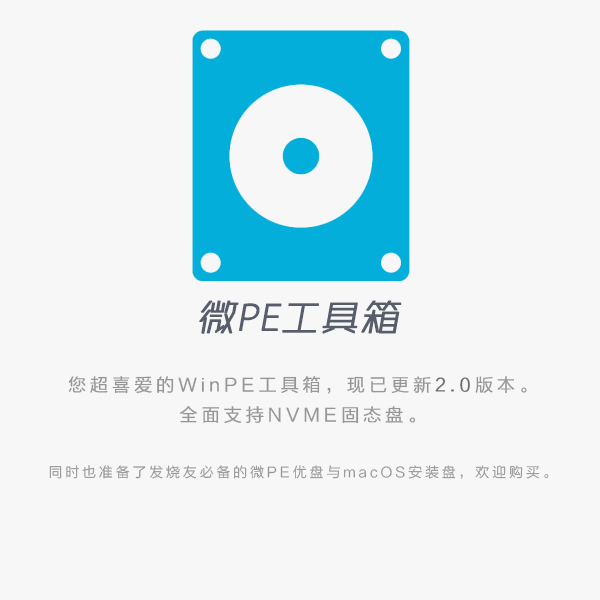 微PE工具箱
您超喜爱的WinPE工具箱，现已更新2.0版本。
全面支持NVME固态盘。
同时也准备了发烧友必备的微PE优盘与macOS安装盘，欢迎购买。